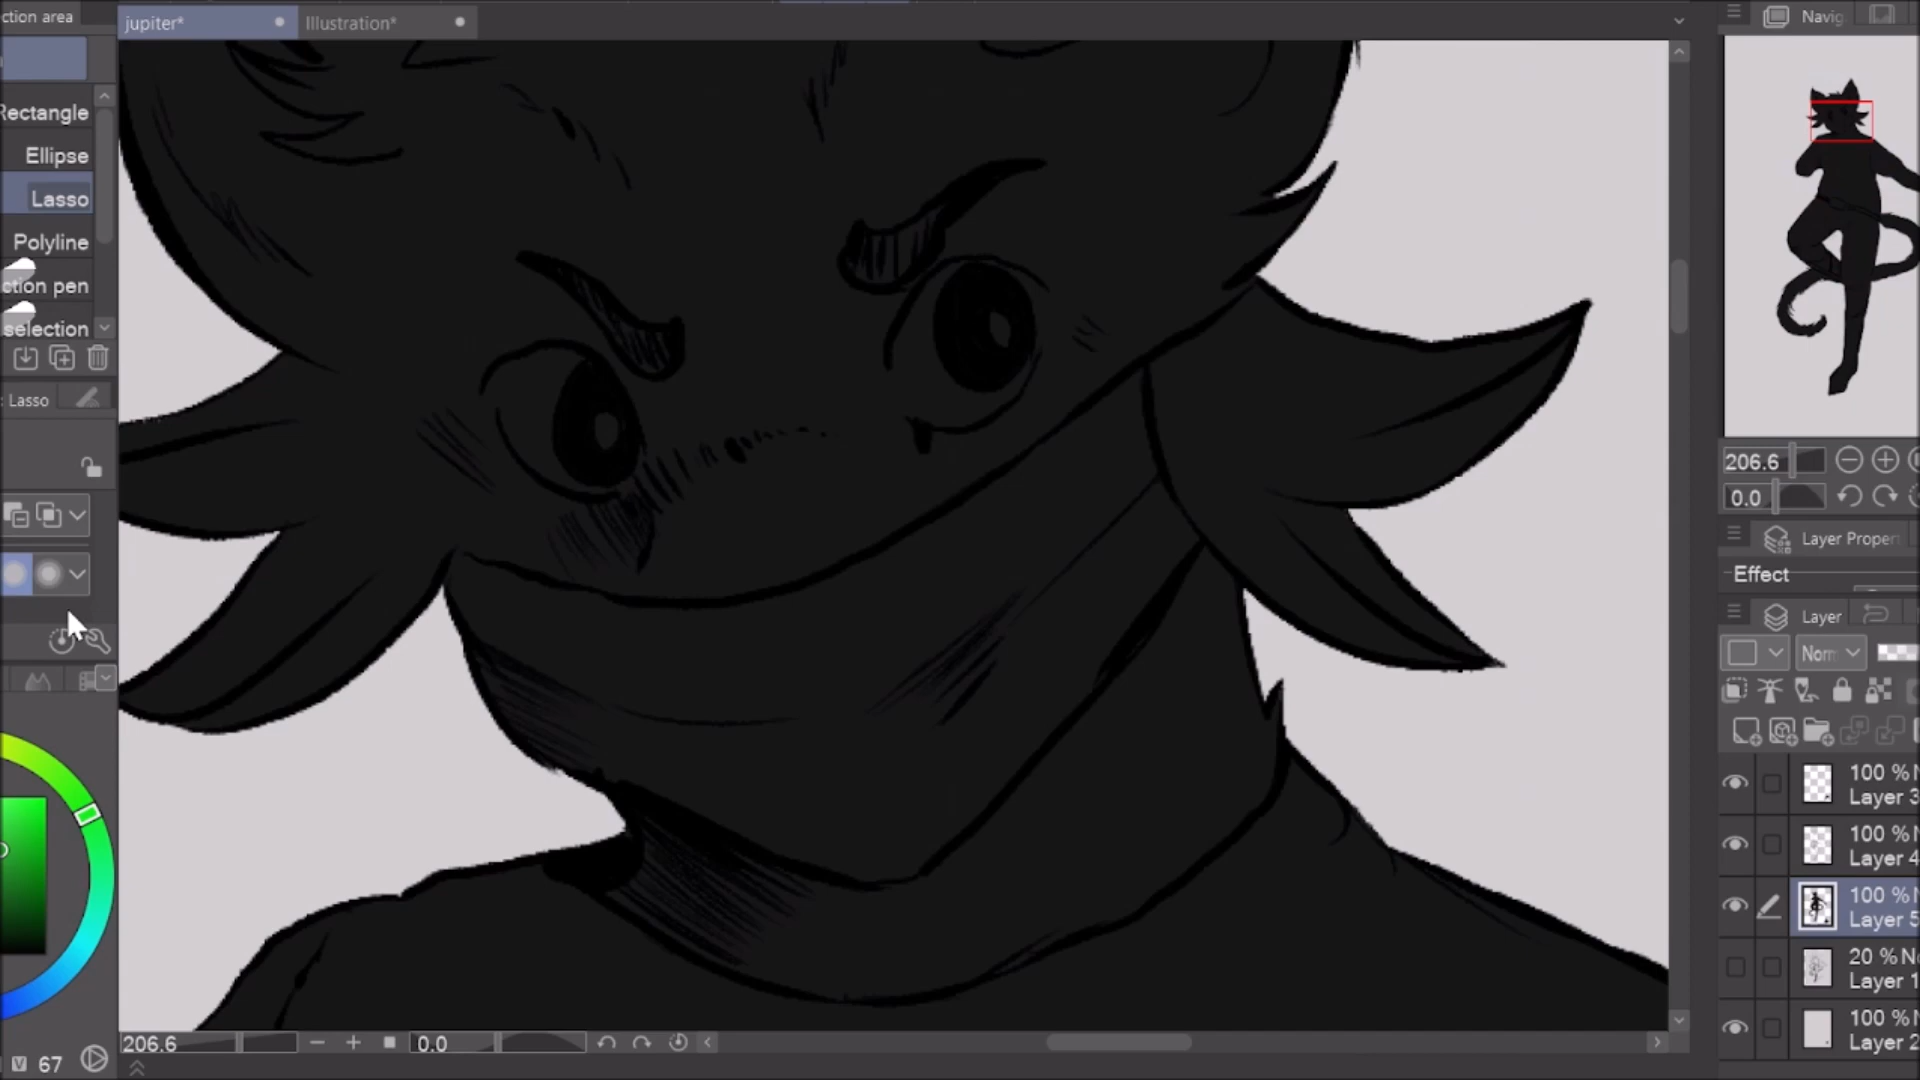 ction area
jupiter*
Illustration*
Navig
Rectangle
Ellipse
Lasso
Polyline
ction pen
selection
: Lasso
206.6
0.0
Layer Proper
Effect
Layer
Norn
100 % N
Layer 3
100 % N
Layer 4
100 % N
Layer 5
20 % No
Layer 1
100 % N
Layer 2
206.6
0.0
V 67